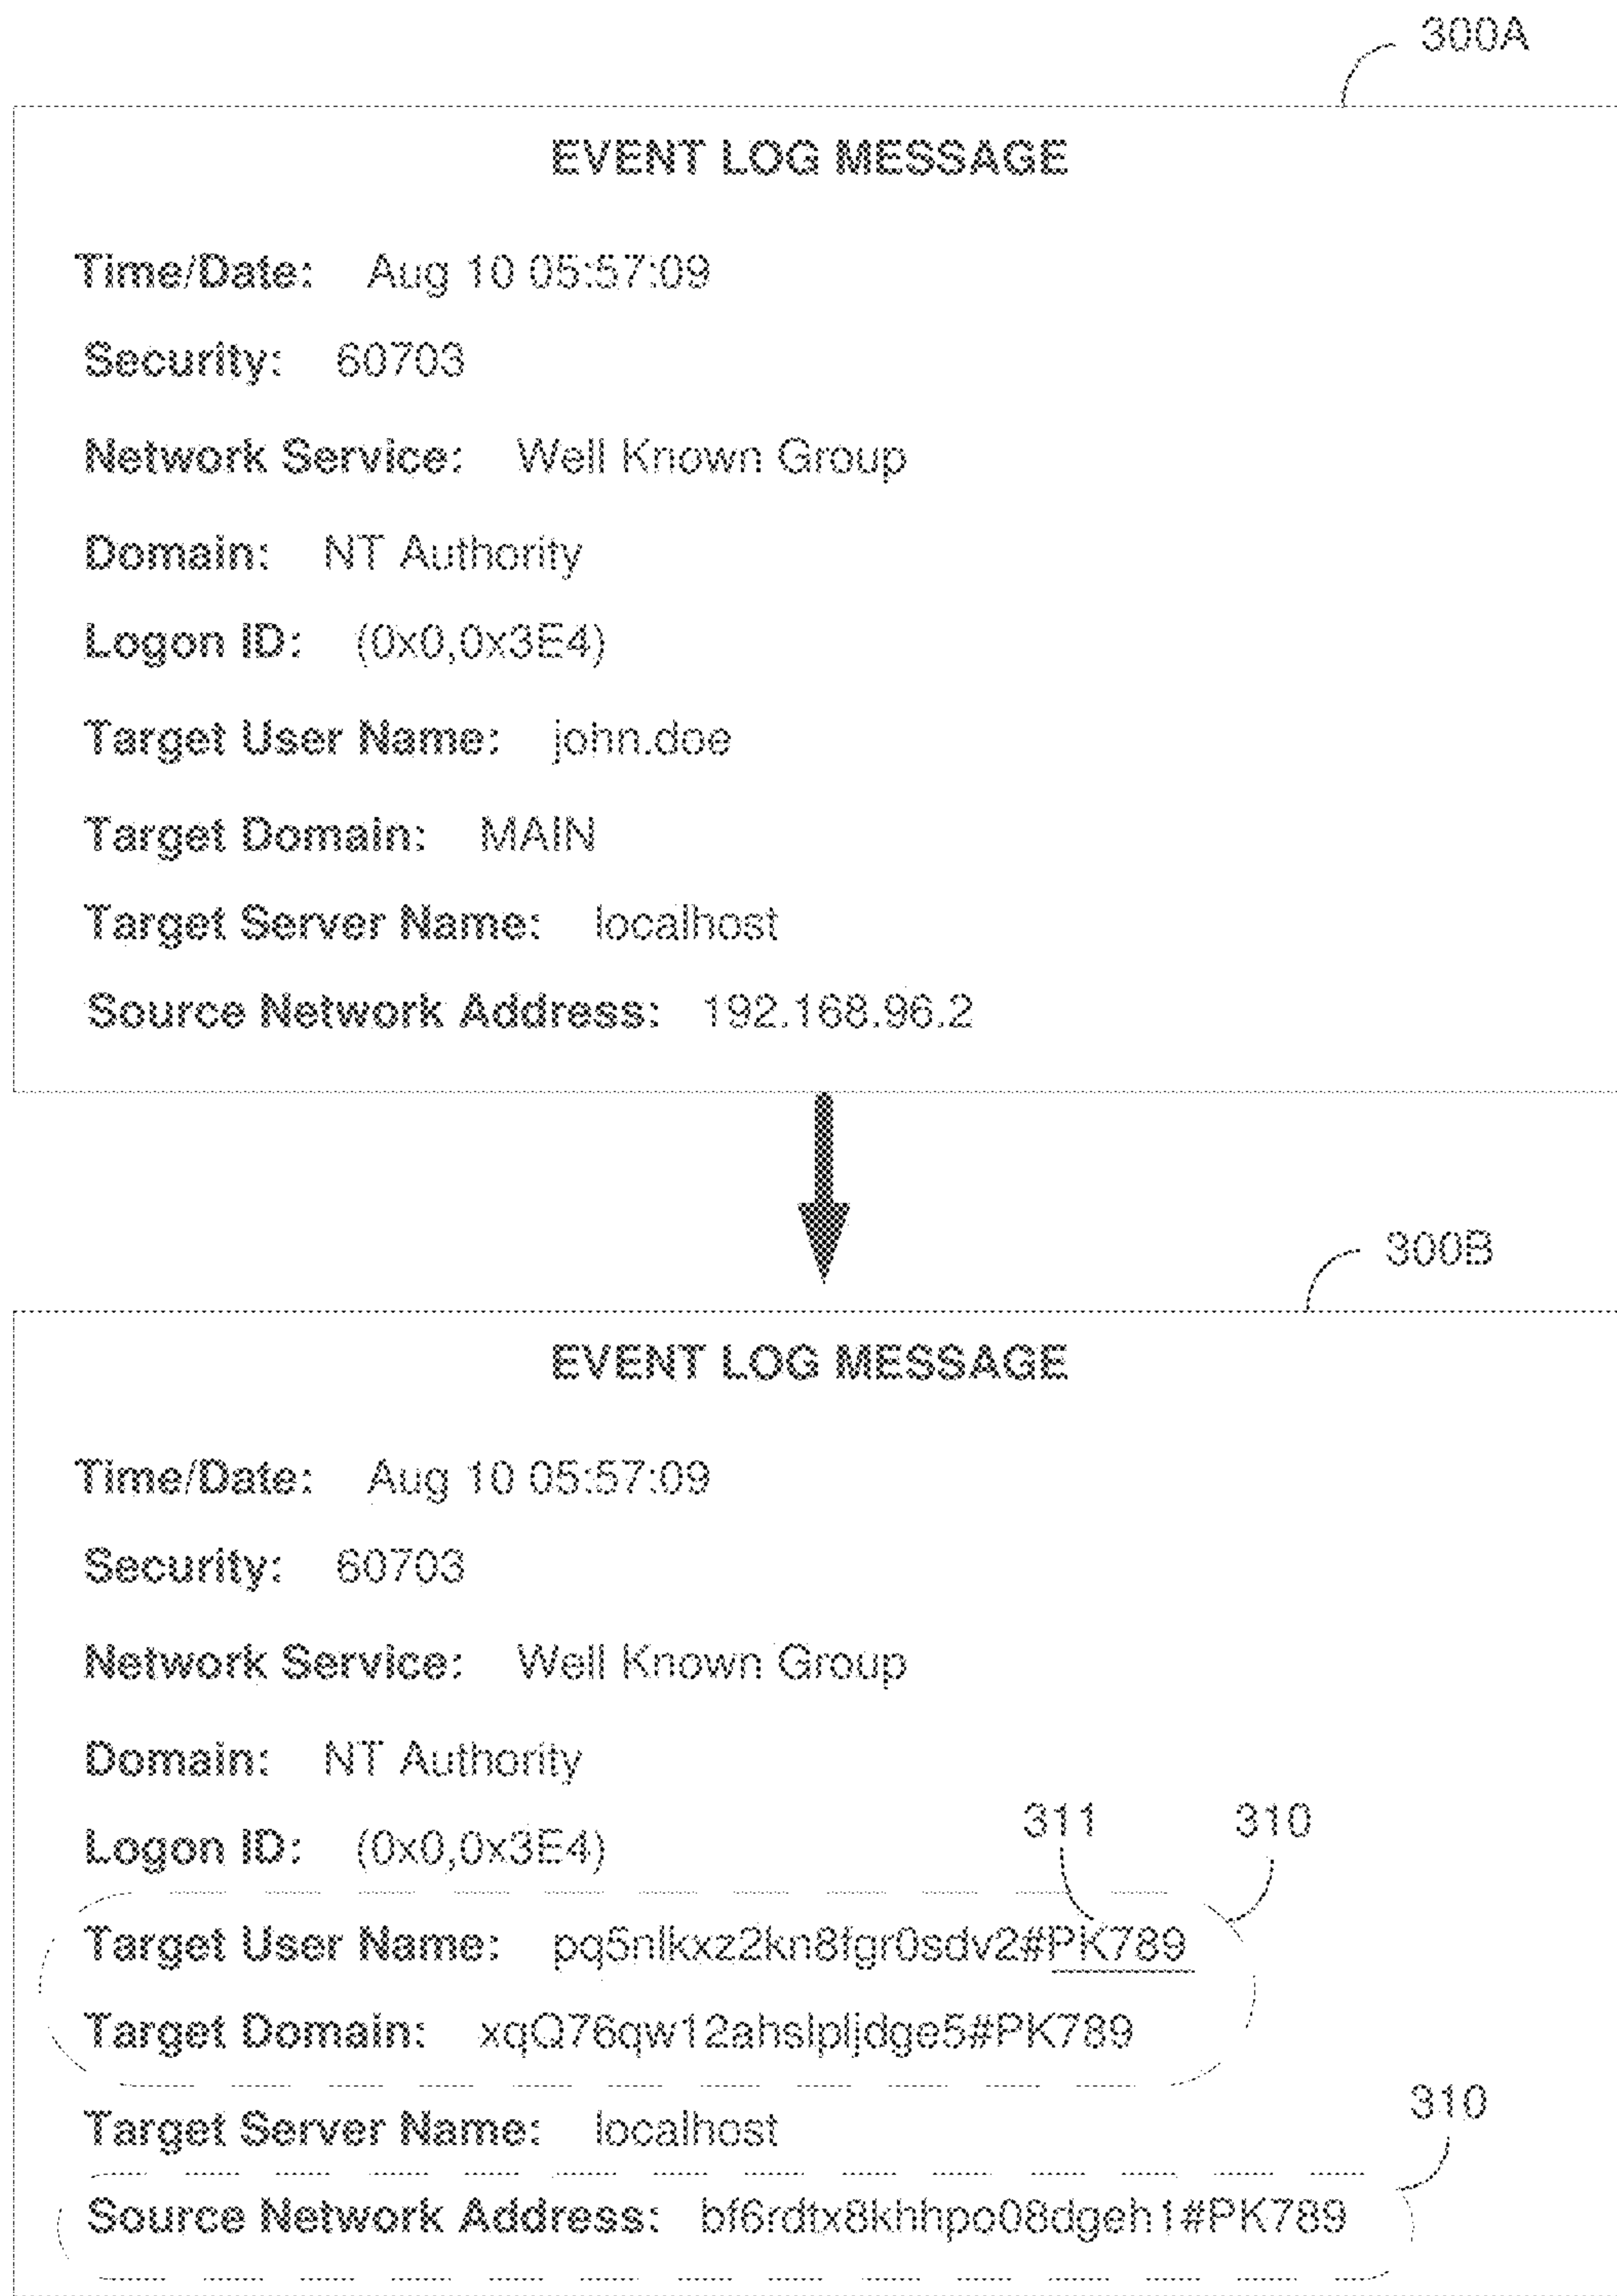 300A
EVENT LOG MESSAGE
Time/Date: Aug 10 05:57:09
Security: 60703
Network Service: Well Known Group
Domain: NT Authority
Logon ID: (0x0,0x3E4)
Target User Name: john.doe
Target Domain: MAIN
Target Server Name: localhost
Source Network Address: 192.168.96.2
300B
EVENT LOG MESSAGE
Time/Date: Aug 10 05:57:09
Security: 60703
Network Service: Well Known Group
Domain: NT Authority
Logon ID: (0x0,0x3E4)
311 310
Target User Name: pq5nlkxz2kn8fgr0sdv2#PK789
Target Domain: xqQ76qw12ahslpljdge5#PK789
310
Target Server Name: localhost
Source Network Address: bf6rdtx8khhpo08dgeh1#PK789